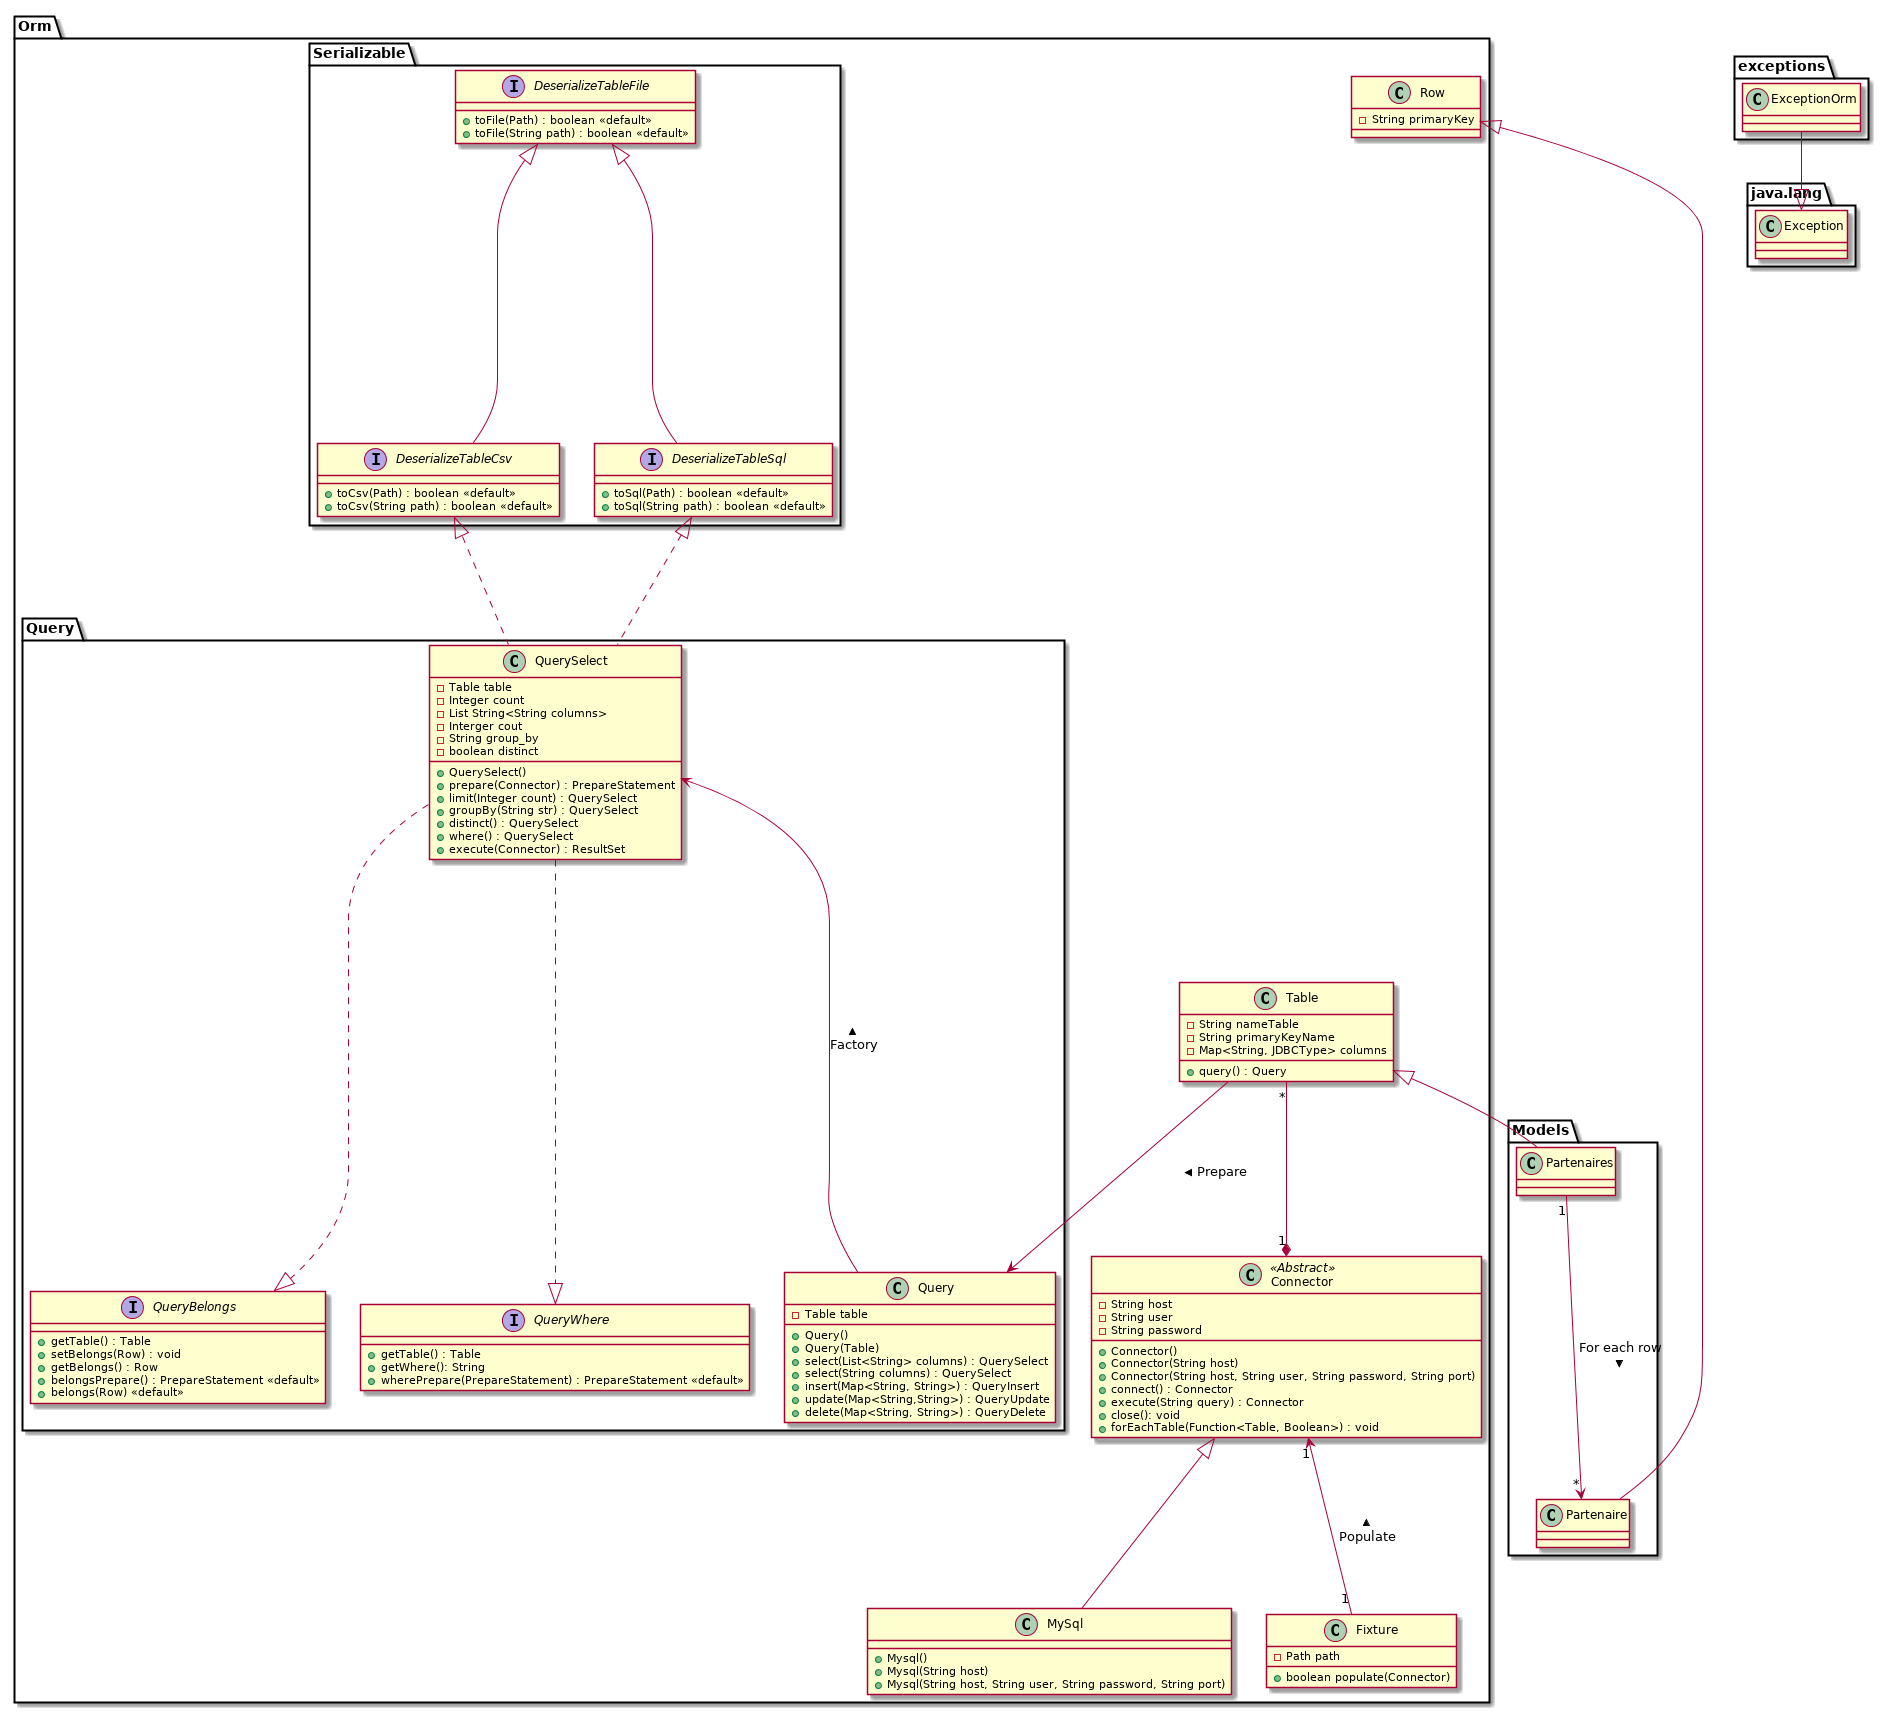 Orm
Serializable
I DeserializeTableFile
toFile(Path) : boolean «default»
toFile(String path) : boolean «default»
C Row
String primaryKey
exceptions
C ExceptionOrm
java.lang
C Exception
I DeserializeTableCsv
toCsv(Path) : boolean «default»
toCsv(String path) : boolean «default»
I DeserializeTableSql
toSql(Path) : boolean «default»
toSql(String path) : boolean «default»
Query
C QuerySelect
Table table
Integer count
List String<String columns>
Interger cout
String group_by
boolean distinct
QuerySelect()
prepare(Connector) : PrepareStatement
limit(Integer count) : QuerySelect
groupBy(String str) : QuerySelect
distinct() : QuerySelect
where() : QuerySelect
execute(Connector) : ResultSet
▲
Factory
C Table
String nameTable
String primaryKeyName
Map<String, JDBCType> columns
query() : Query
*
◄ Prepare
1
Models
C Partenaires
1
For each row
▼
*
C Partenaire
I QueryBelongs
getTable() : Table
setBelongs(Row) : void
getBelongs() : Row
belongsPrepare() : PrepareStatement «default»
belongs(Row) «default»
I QueryWhere
getTable() : Table
getWhere(): String
wherePrepare(PrepareStatement) : PrepareStatement «default»
C Query
Table table
Query()
Query(Table)
select(List<String> columns) : QuerySelect
select(String columns) : QuerySelect
insert(Map<String, String>) : QueryInsert
update(Map<String,String>) : QueryUpdate
delete(Map<String, String>) : QueryDelete
«Abstract»
C Connector
String host
String user
String password
Connector()
Connector(String host)
Connector(String host, String user, String password, String port)
connect() : Connector
execute(String query) : Connector
close(): void
forEachTable(Function<Table, Boolean>) : void
1
▲
Populate
1
C MySql
Mysql()
Mysql(String host)
Mysql(String host, String user, String password, String port)
C Fixture
Path path
boolean populate(Connector)